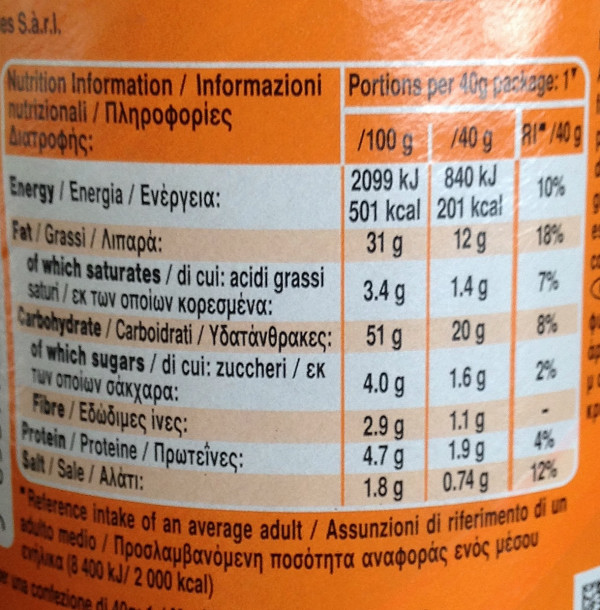 es S.à.r.l.
Nutrition Information / Informazioni
nutrizionali / Πληροφορίες
Διατροφής:
Portions per 40g package: 1▼
/100 g /40 g RI* /40 g
Energy / Energia / Ενέργεια: 2099 kJ 840 kJ 10%
501 kcal 201 kcal
Fat / Grassi / Λιπαρά: 31 g 12 g 18%
of which saturates / di cui: acidi grassi
saturi / εκ των οποίων κορεσμένα: 3.4 g 1.4 g 7%
Carbohydrate / Carboidrati / Υδατάνθρακες: 51 g 20 g 8%
of which sugars / di cui: zuccheri / εκ
των οποίων σάκχαρα: 4.0 g 1.6 g 2%
Fibre / Εδώδιμες ίνες: 2.9 g 1.1 g -
Protein / Proteine / Πρωτεΐνες: 4.7 g 1.9 g 4%
Salt / Sale / Αλάτι: 1.8 g 0.74 g 12%
*Reference intake of an average adult / Assunzioni di riferimento di un
adulto medio / Προσλαμβανόμενη ποσότητα αναφοράς ενός μέσου
ενήλικα (8 400 kJ/ 2 000 kcal)
una confezione di 40g